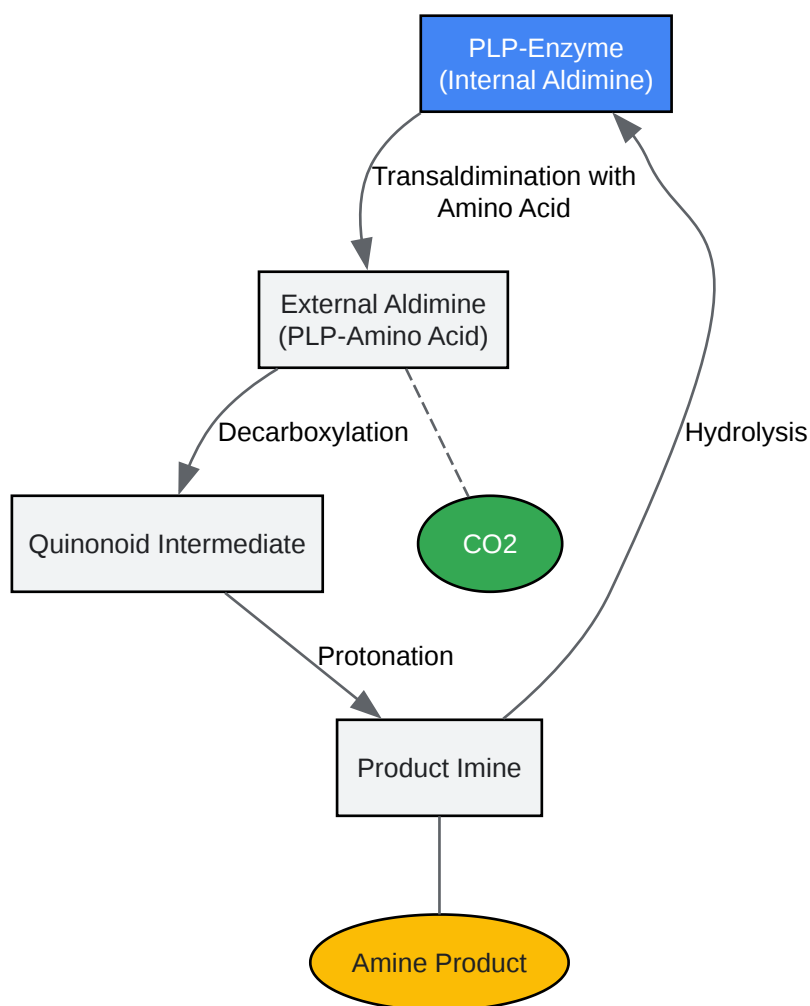 PLP-Enzyme
(Internal Aldimine)
Transaldimination with
Amino Acid
External Aldimine
(PLP-Amino Acid)
Decarboxylation
Hydrolysis
Quinonoid Intermediate
CO2
Protonation
Product Imine
Amine Product